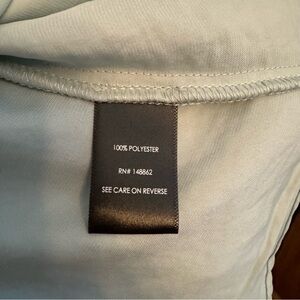 100% POLYESTER
RN# 148862
SEE CARE ON REVERSE